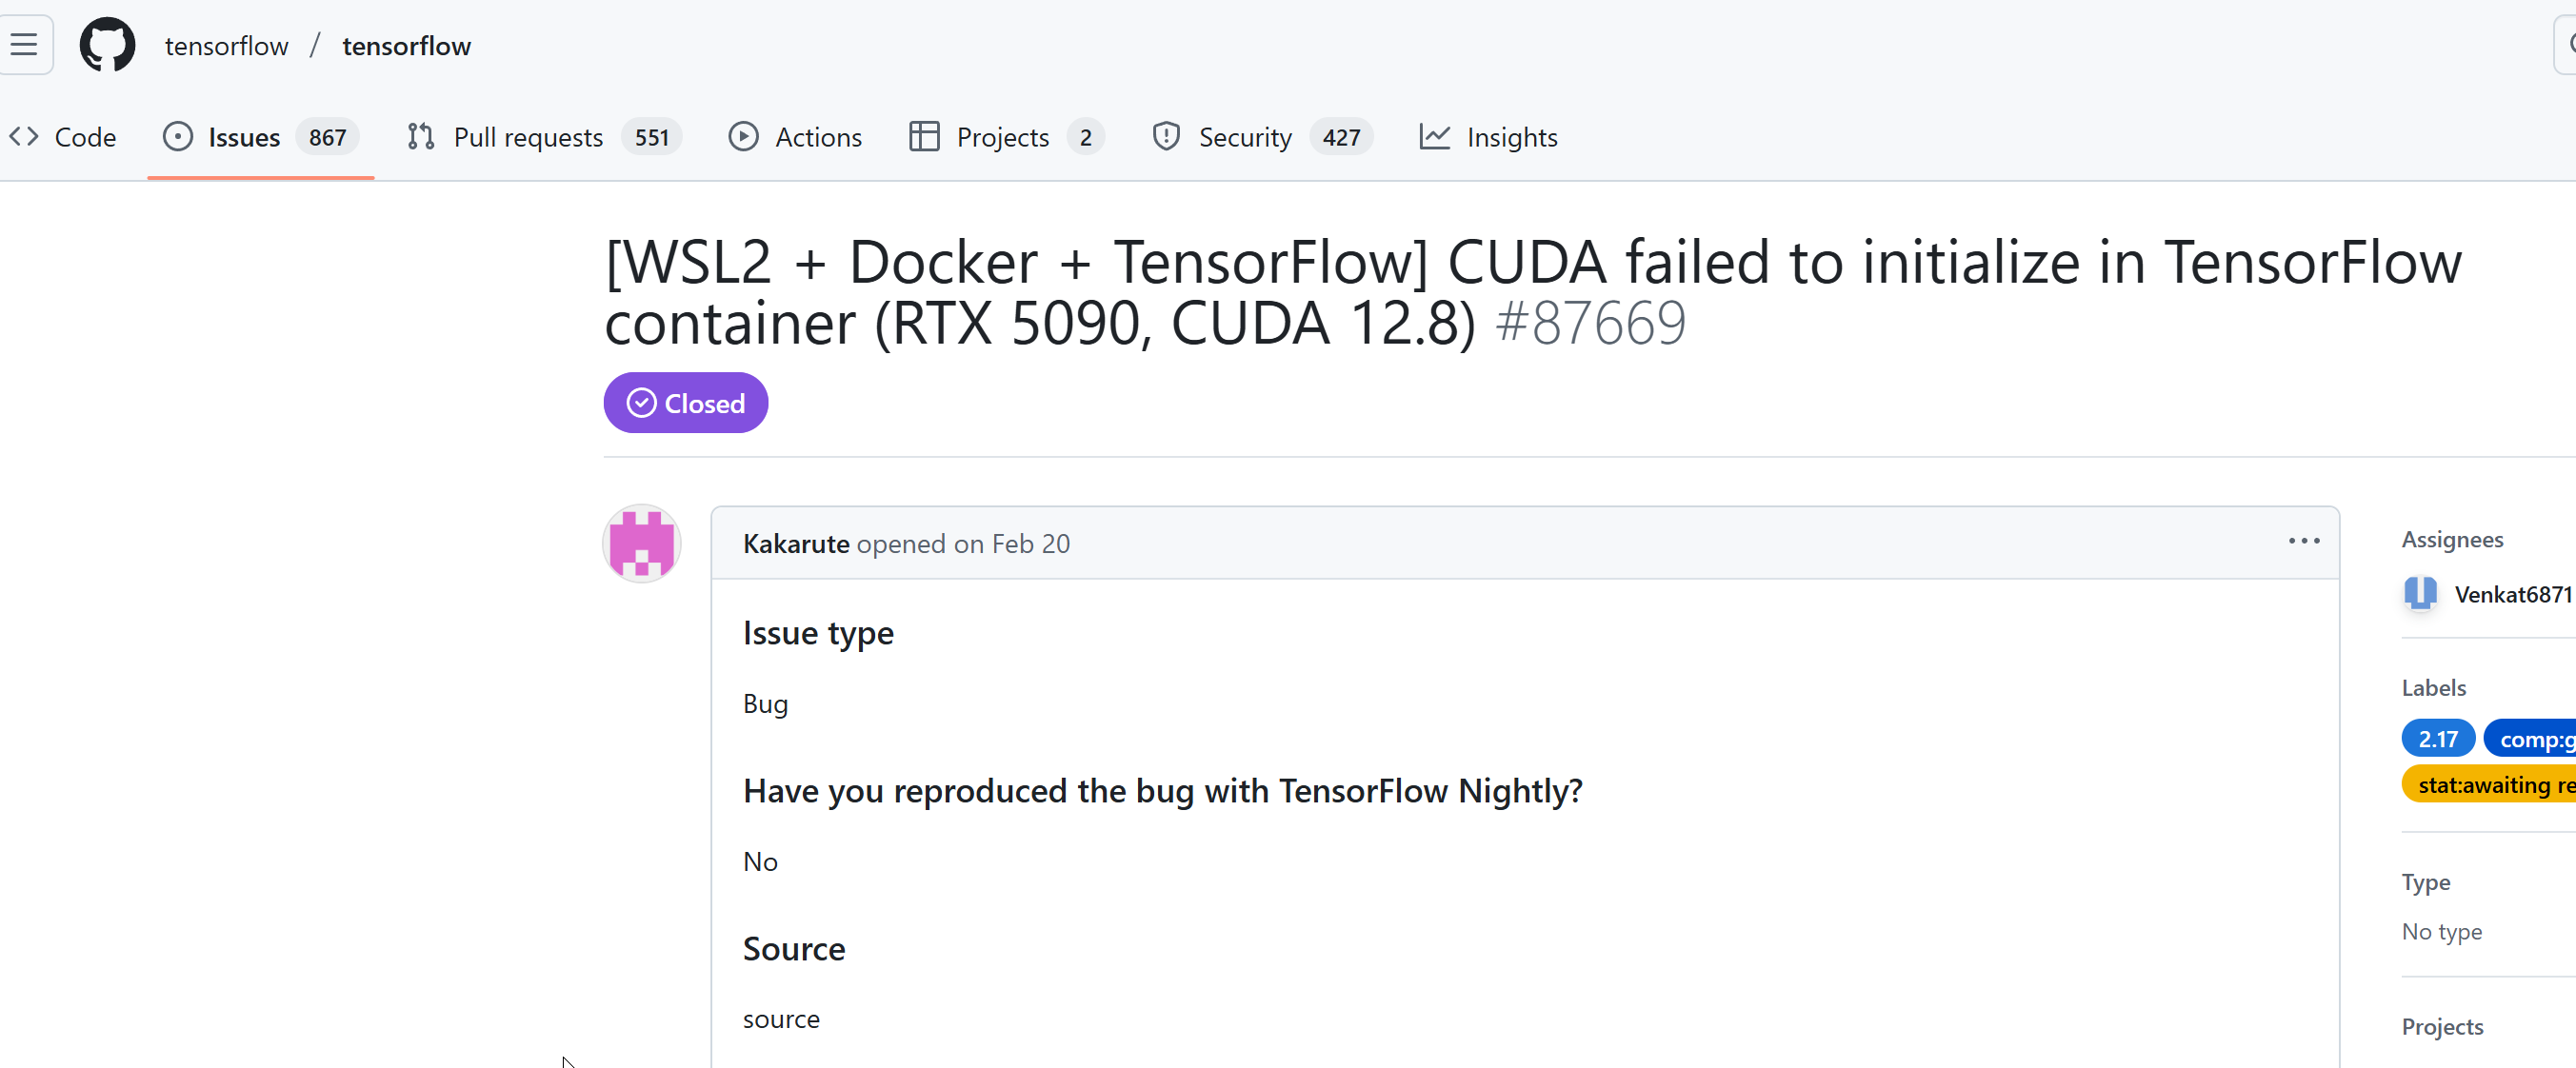 tensorflow / tensorflow
Code Issues 867 Pull requests 551 Actions Projects 2 Security 427 Insights
[WSL2 + Docker + TensorFlow] CUDA failed to initialize in TensorFlow
container (RTX 5090, CUDA 12.8) #87669
Closed
Kakarute opened on Feb 20
Issue type
Bug
Have you reproduced the bug with TensorFlow Nightly?
No
Source
source
Assignees
Venkat6871
Labels
2.17 comp:g
stat:awaiting re
Type
No type
Projects